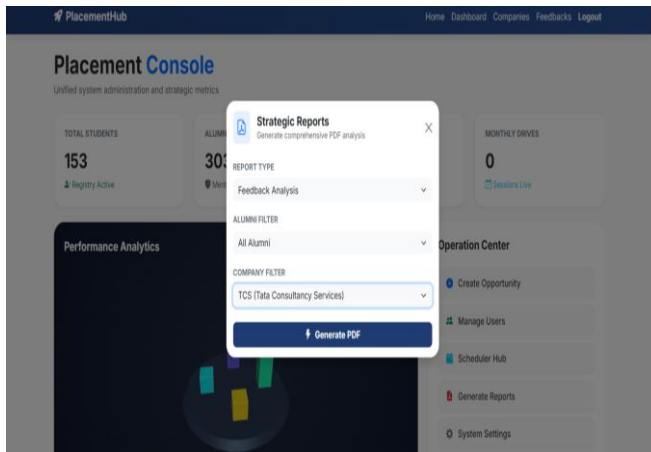 PlacementHub
Home Dashboard Companies Feedbacks Logout
Placement Console
Unified system administration and strategic metrics
TOTAL STUDENTS
153
Registry Active
Strategic Reports
Generate comprehensive PDF analysis
X
REPORT TYPE
Feedback Analysis
ALUMNI FILTER
All Alumni
COMPANY FILTER
TCS (Tata Consultancy Services)
Generate PDF
MONTHLY DRIVES
0
Sessions Live
Performance Analytics
Operation Center
Create Opportunity
Manage Users
Scheduler Hub
Generate Reports
System Settings